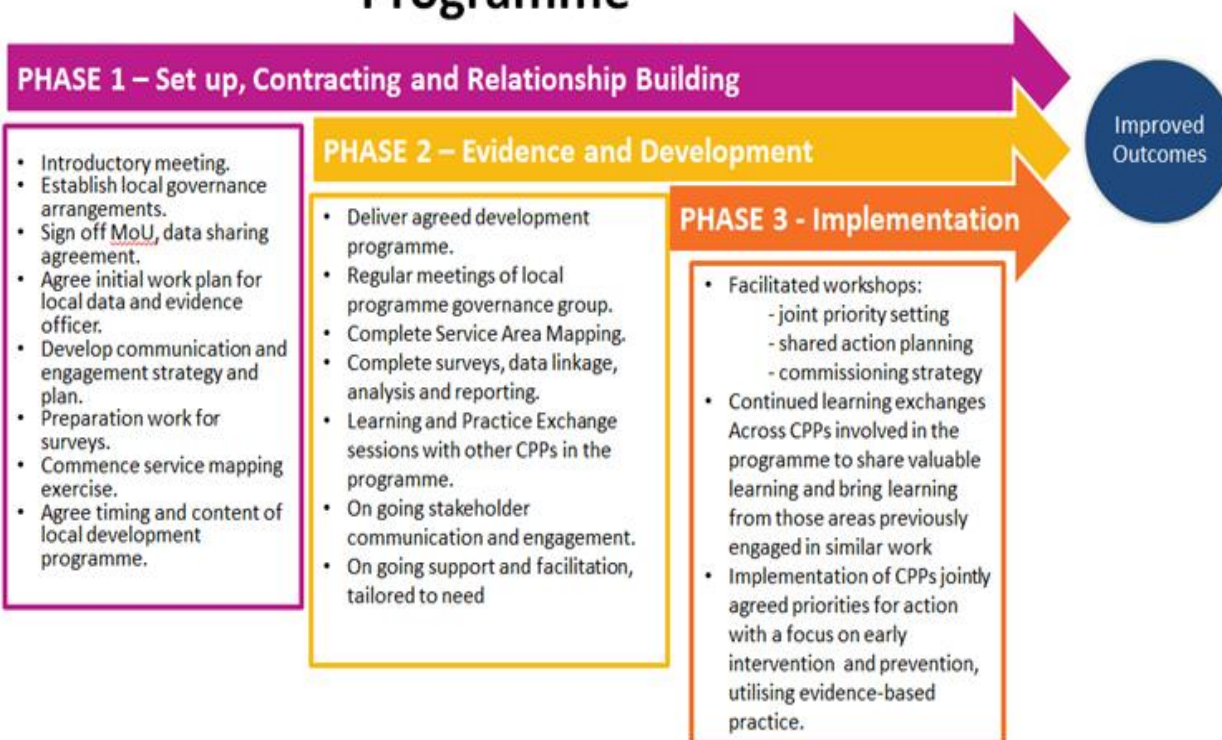 Programme
PHASE 1 – Set up, Contracting and Relationship Building
• Introductory meeting.
• Establish local governance
arrangements.
• Sign off MoU, data sharing
agreement.
• Agree initial work plan for
local data and evidence
officer.
• Develop communication and
engagement strategy and
plan.
• Preparation work for
surveys.
• Commence service mapping
exercise.
• Agree timing and content of
local development
programme.
PHASE 2 – Evidence and Development
• Deliver agreed development
programme.
• Regular meetings of local
programme governance group.
• Complete Service Area Mapping.
• Complete surveys, data linkage,
analysis and reporting.
• Learning and Practice Exchange
sessions with other CPPs in the
programme.
• On going stakeholder
communication and engagement.
• On going support and facilitation,
tailored to need
PHASE 3 - Implementation
• Facilitated workshops:
- joint priority setting
- shared action planning
- commissioning strategy
• Continued learning exchanges
Across CPPs involved in the
programme to share valuable
learning and bring learning
from those areas previously
engaged in similar work
• Implementation of CPPs jointly
agreed priorities for action
with a focus on early
intervention and prevention,
utilising evidence-based
practice.
Improved
Outcomes